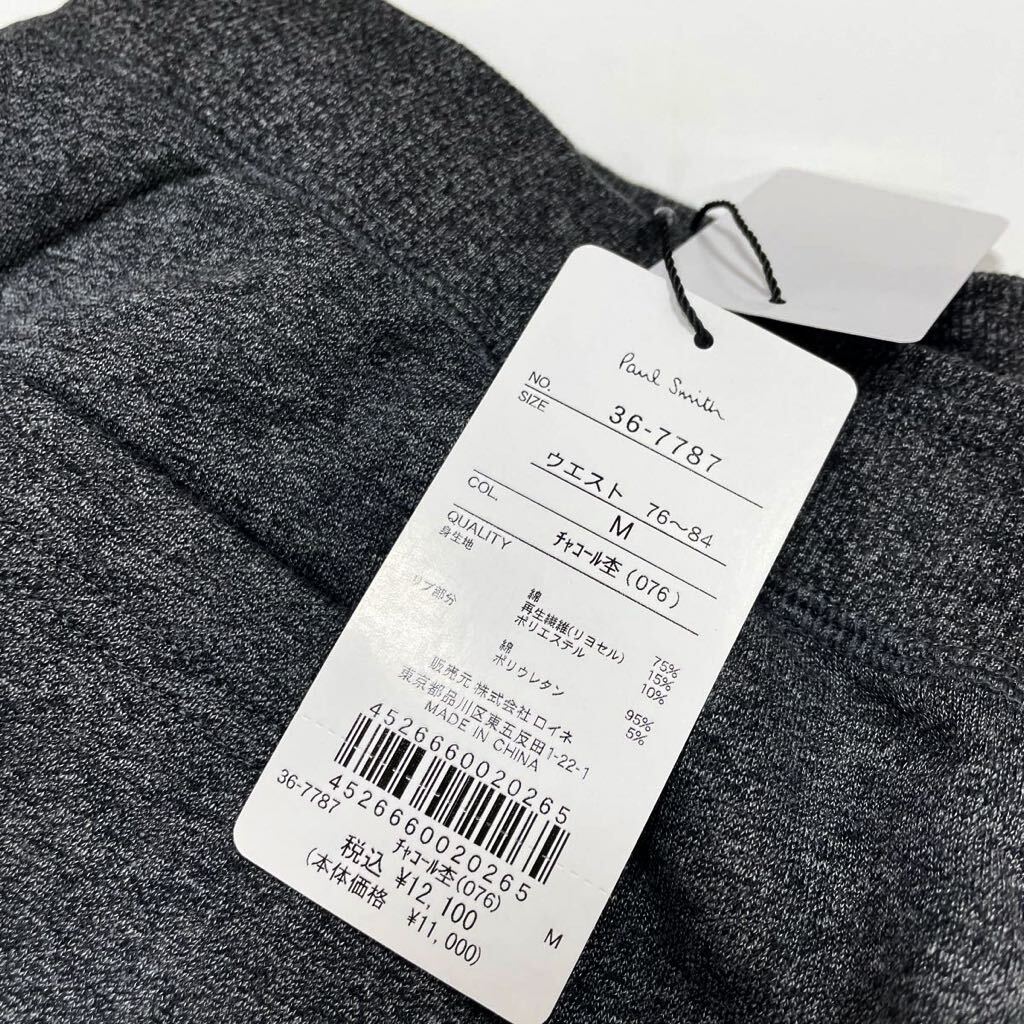 Paul Smith
NO. 36-7787
SIZE ウエスト 76～84
M
COL. チャコール杢(076)
QUALITY
身生地 綿 75%
再生繊維(リヨセル) 15%
ポリエステル 10%
リブ部分 綿 95%
ポリウレタン 5%
販売元 株式会社ロイネ
東京都品川区東五反田1-22-1
MADE IN CHINA
4526660020265
4526660020265
36-7787 チャコール杢(076) M
税込 ¥12,100
(本体価格 ¥11,000)